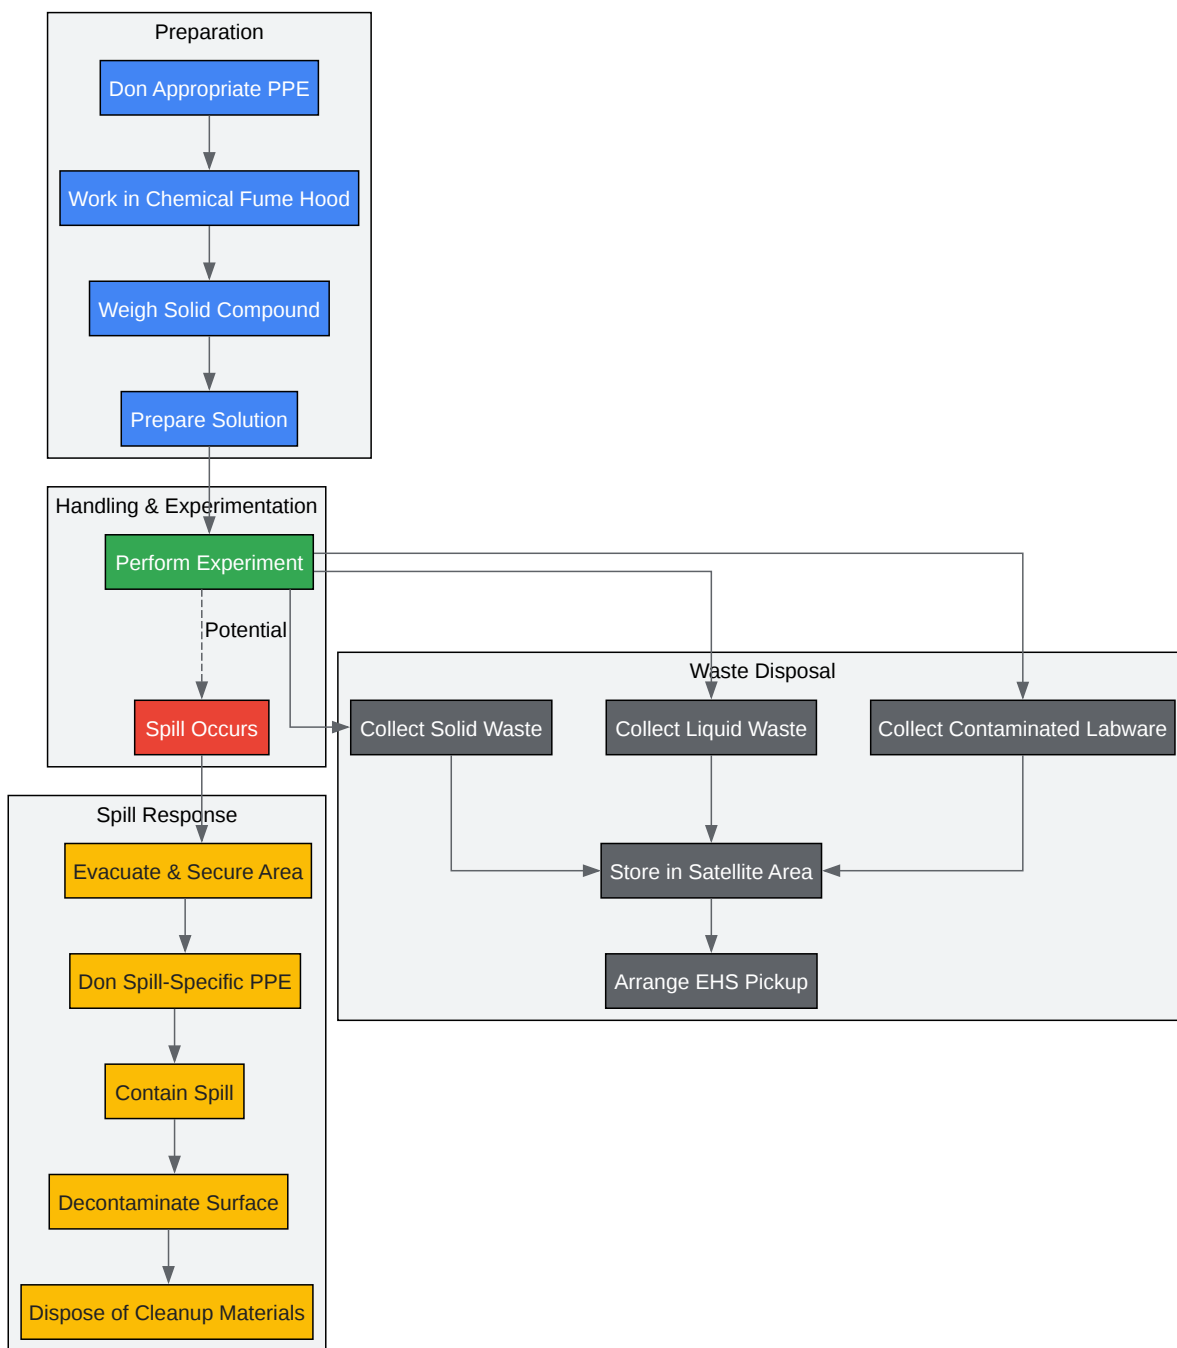 Preparation
Don Appropriate PPE
Work in Chemical Fume Hood
Weigh Solid Compound
Prepare Solution
Handling & Experimentation
Perform Experiment
Potential
Spill Occurs
Waste Disposal
Collect Solid Waste
Collect Liquid Waste
Collect Contaminated Labware
Store in Satellite Area
Arrange EHS Pickup
Spill Response
Evacuate & Secure Area
Don Spill-Specific PPE
Contain Spill
Decontaminate Surface
Dispose of Cleanup Materials